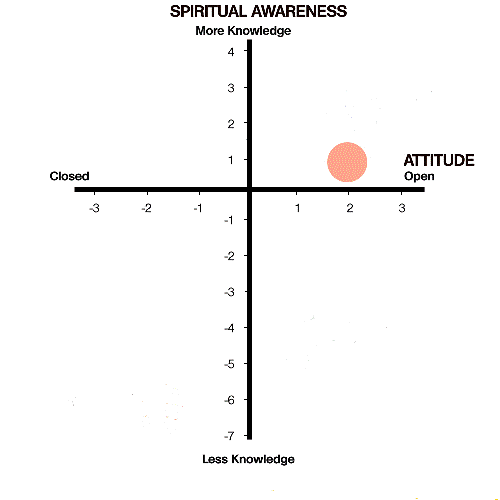 SPIRITUAL AWARENESS
More Knowledge
4
3
2
1
ATTITUDE
Closed
Open
-3 -2 -1 1 2 3
-1
-2
-3
-4
-5
-6
-7
Less Knowledge